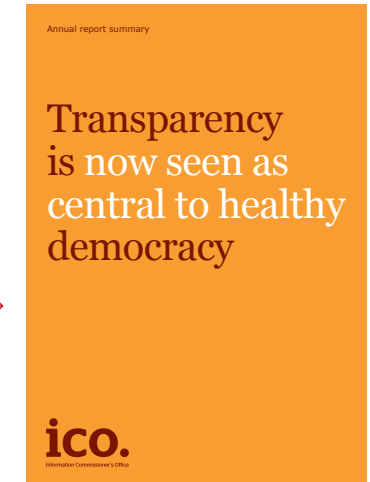 Annual report summary
Transparency
is now seen as
central to healthy
democracy
ico.
Information Commissioner's Office